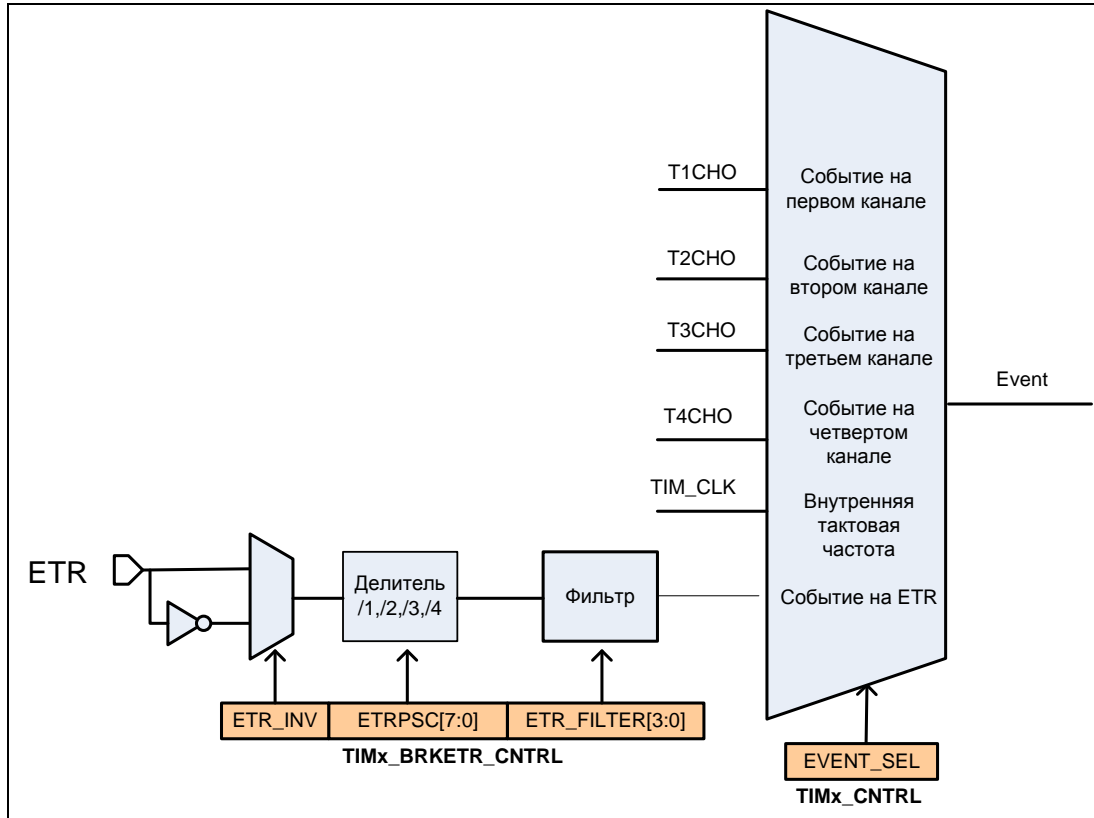 T1CHO
Событие на
первом канале
T2CHO
Событие на
втором канале
T3CHO
Событие на
третьем канале
Event
T4CHO
Событие на
четвертом
канале
TIM_CLK
Внутренняя
тактовая
частота
ETR
Делитель
/1,/2,/3,/4
Фильтр
Событие на ETR
ETR_INV
ETRPSC[7:0]
ETR_FILTER[3:0]
TIMx_BRKETR_CNTRL
EVENT_SEL
TIMx_CNTRL